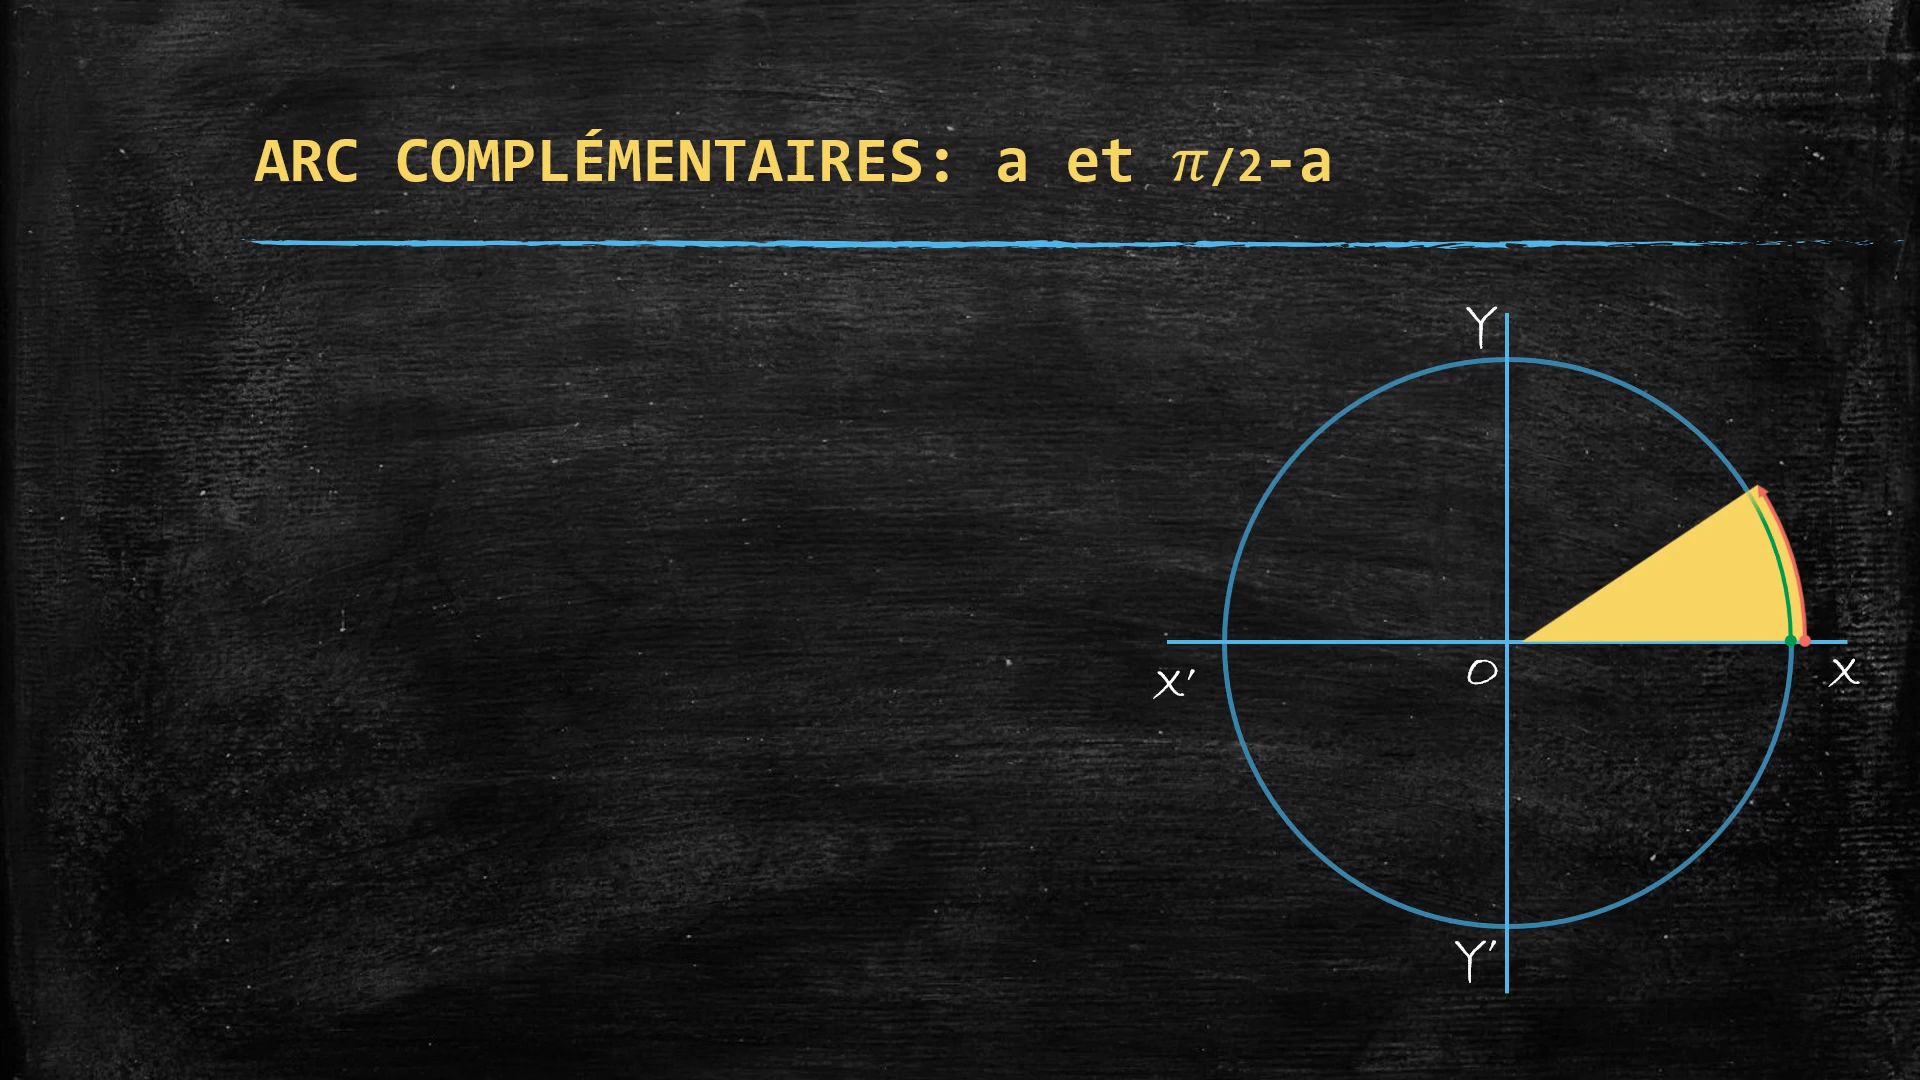 ARC COMPLÉMENTAIRES: a et π/2-a
Y
X'
O
X
Y'